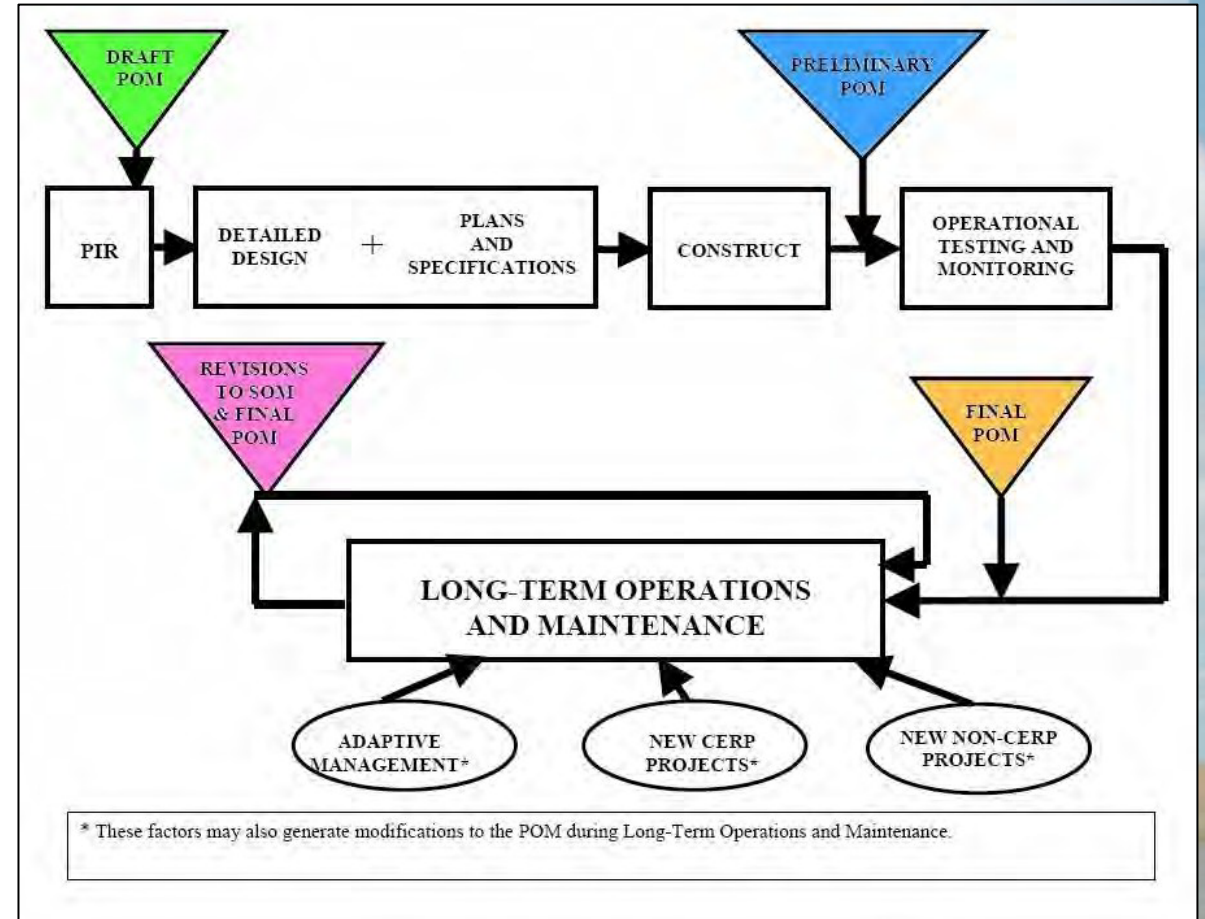 DRAFT
POM
PRELIMINARY
POM
PIR
DETAILED
DESIGN
+
PLANS
AND
SPECIFICATIONS
CONSTRUCT
OPERATIONAL
TESTING AND
MONITORING
REVISIONS
TO SOM
& FINAL
POM
FINAL
POM
LONG-TERM OPERATIONS
AND MAINTENANCE
ADAPTIVE
MANAGEMENT*
NEW CERP
PROJECTS*
NEW NON-CERP
PROJECTS*
* These factors may also generate modifications to the POM during Long-Term Operations and Maintenance.